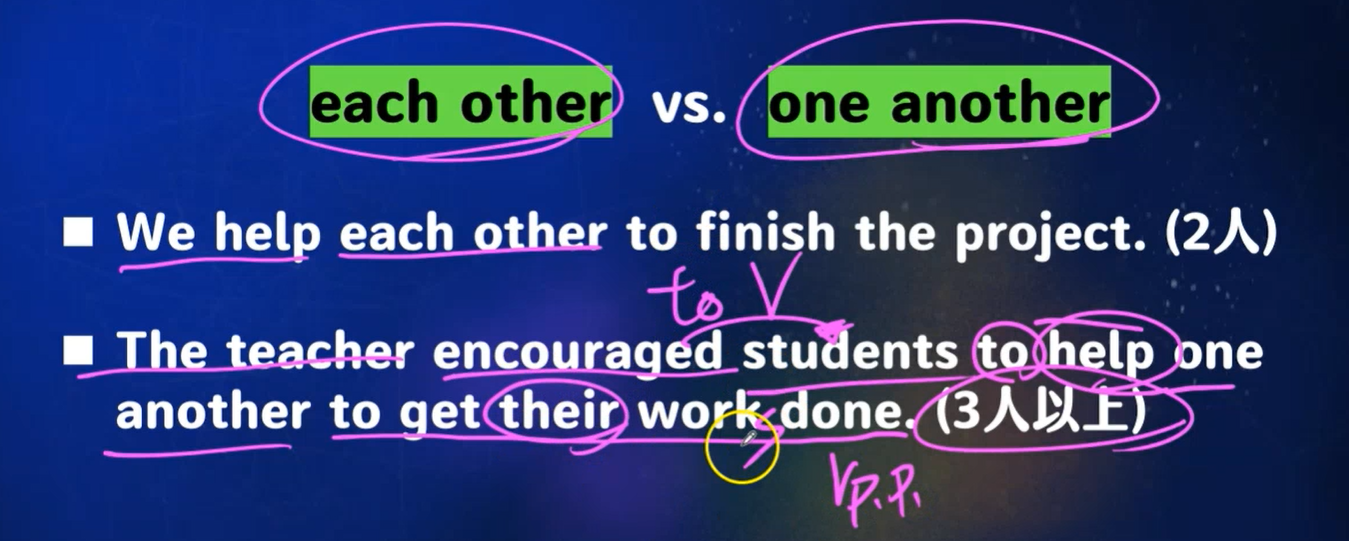 each other vs. one another
■ We help each other to finish the project. (2人)
to V
■ The teacher encouraged students to help one
another to get their work done. (3人以上)
Vp.p.